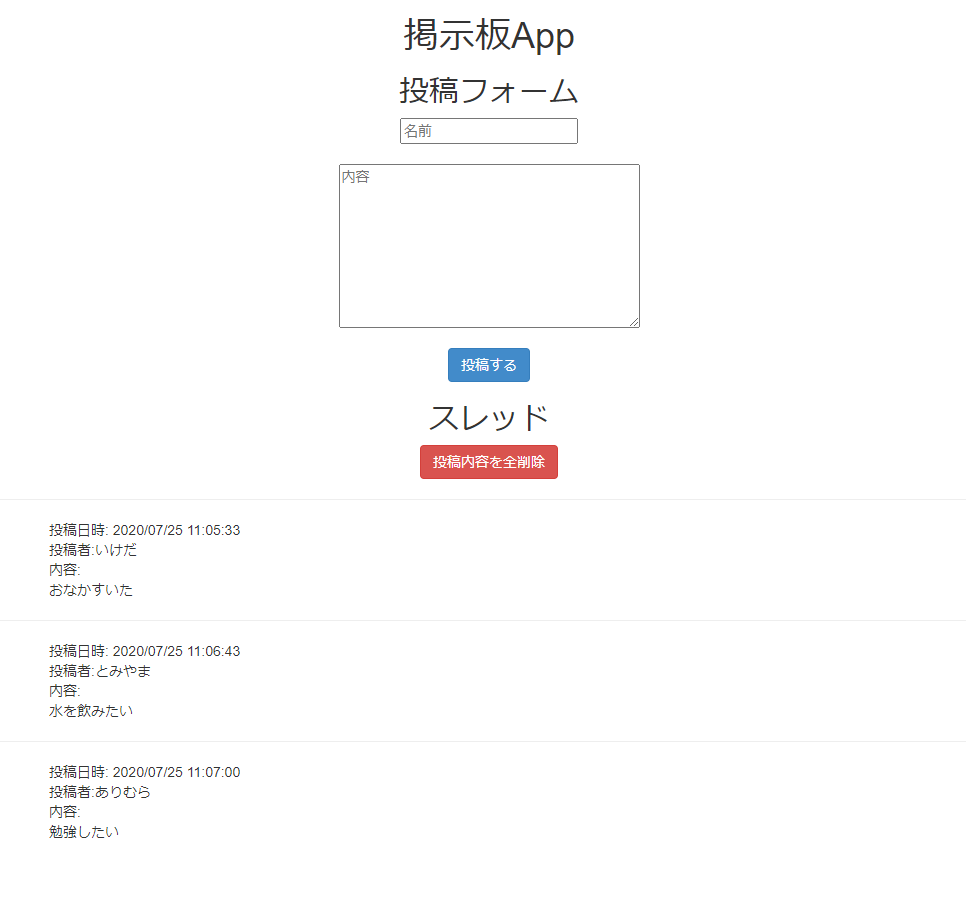 掲示板App
投稿フォーム
名前
内容
投稿する
スレッド
投稿内容を全削除
投稿日時: 2020/07/25 11:05:33
投稿者:いけだ
内容:
おなかすいた
投稿日時: 2020/07/25 11:06:43
投稿者:とみやま
内容:
水を飲みたい
投稿日時: 2020/07/25 11:07:00
投稿者:ありむら
内容:
勉強したい